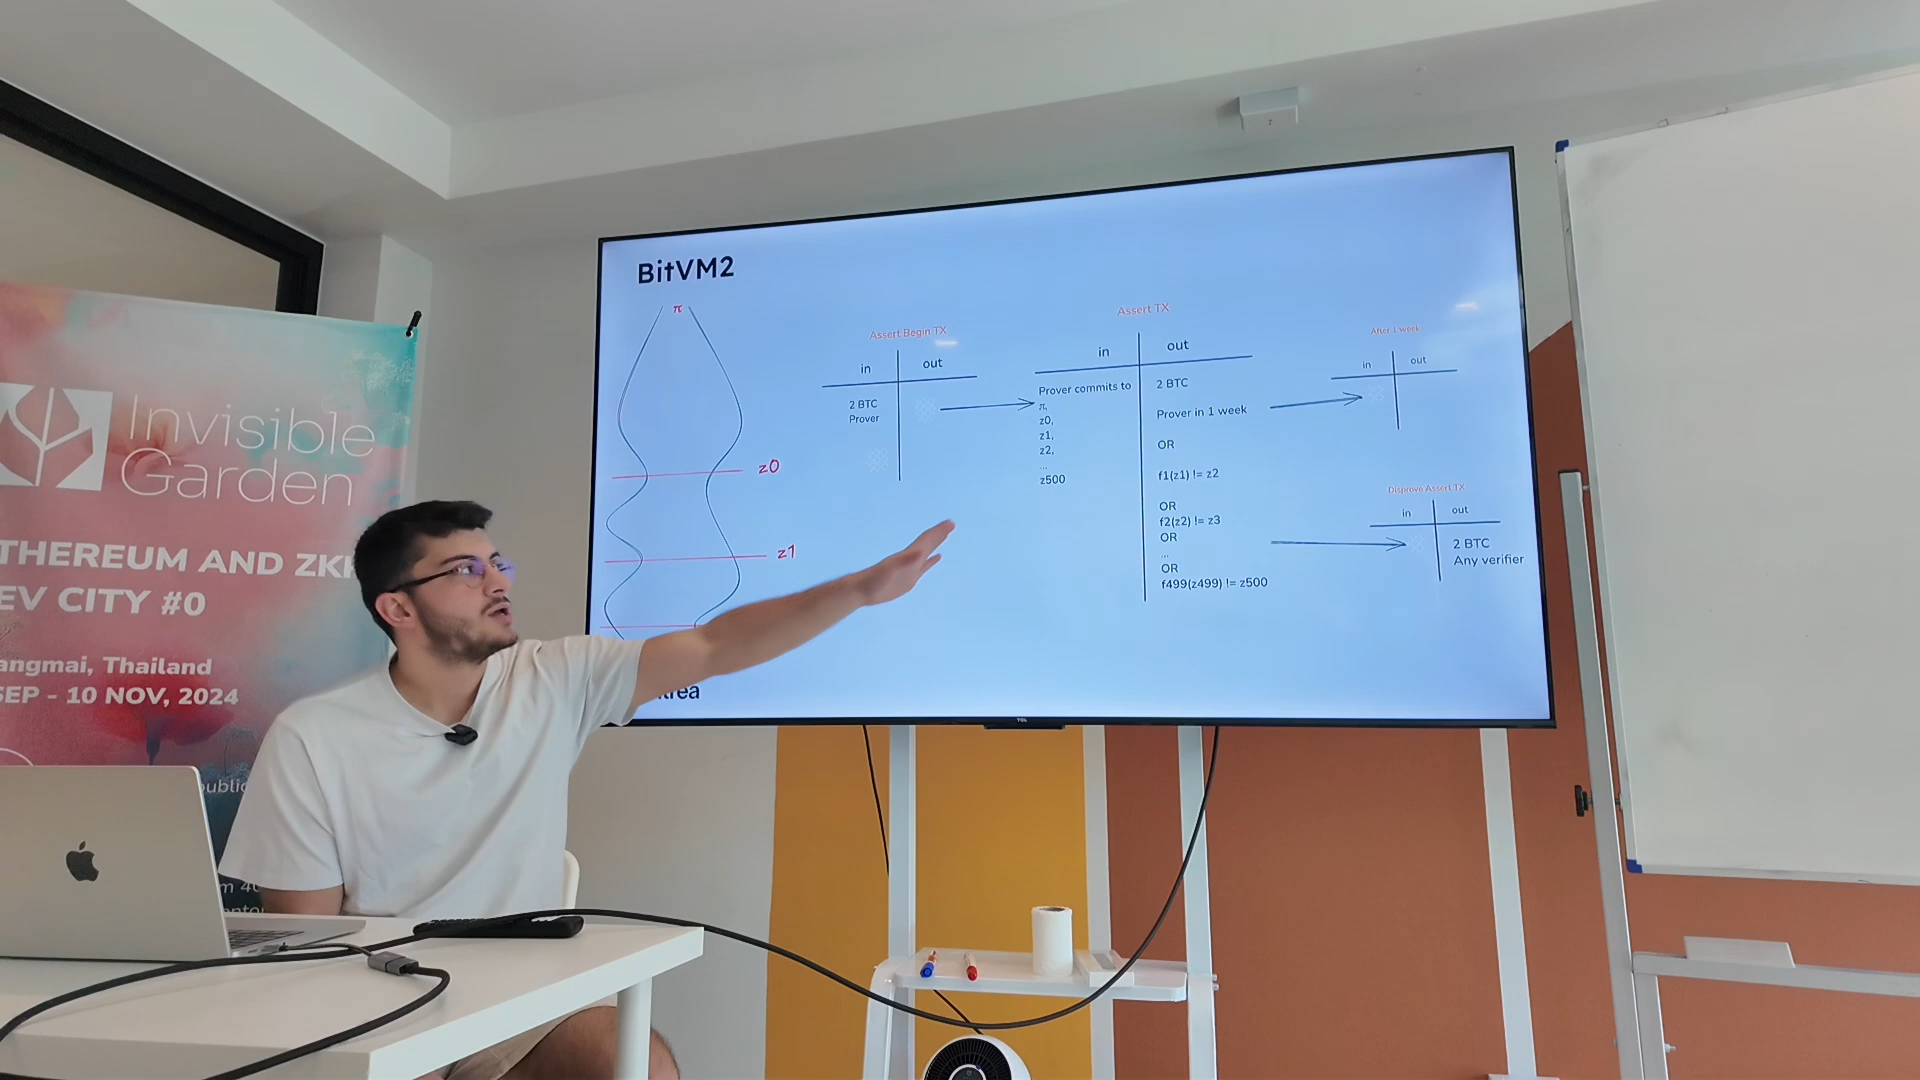 Invisible
Garden
THEREUM AND ZK
EV CITY #0
angmai, Thailand
SEP - 10 NOV, 2024
BitVM2
π
z0
z1
Assert Begin TX
in
out
2 BTC
Prover
Assert TX
in
out
Prover commits to
π,
z0,
z1,
z2,
...
z500
2 BTC
Prover in 1 week
OR
f1(z1) != z2
OR
f2(z2) != z3
OR
...
OR
f499(z499) != z500
After 1 week
in
out
Disprove Assert TX
in
out
2 BTC
Any verifier
rea
TCL